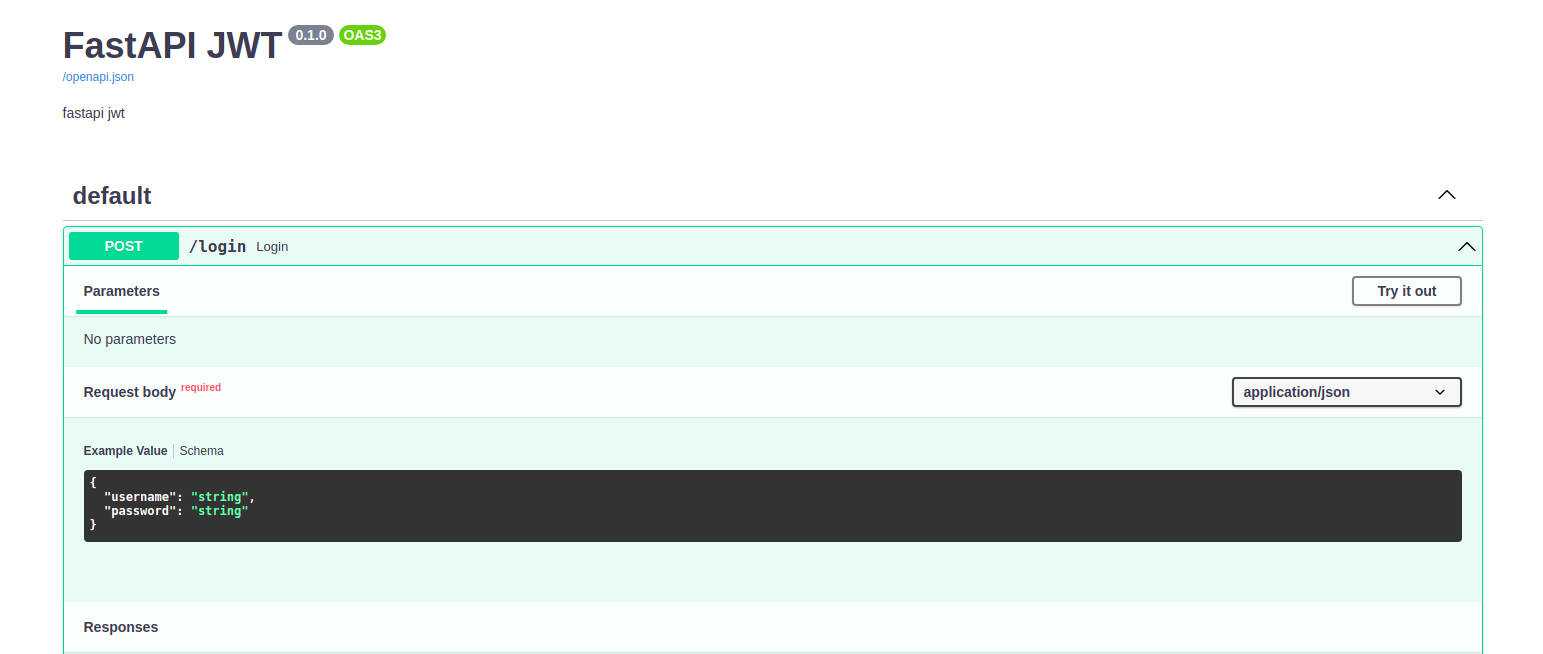 FastAPI JWT 0.1.0 OAS3
/openapi.json
fastapi jwt
default
POST /login Login
Parameters Try it out
No parameters
Request body required application/json
Example Value Schema
{
  "username": "string",
  "password": "string"
}
Responses